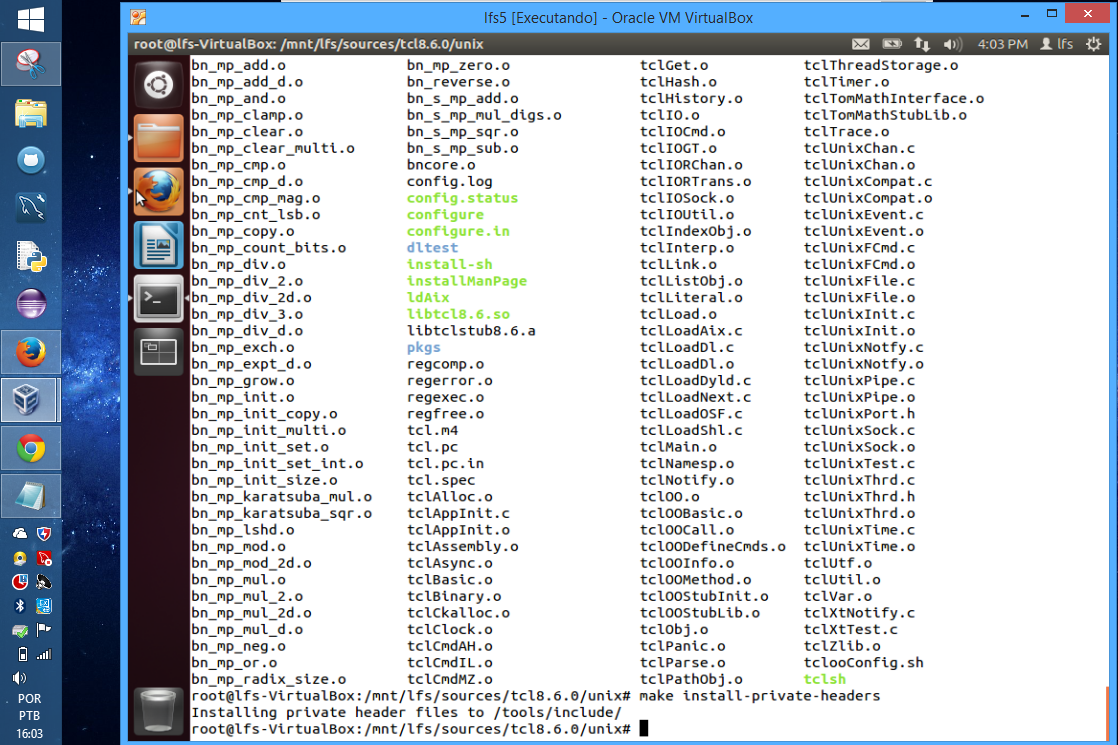 lfs5 [Executando] - Oracle VM VirtualBox
root@lfs-VirtualBox: /mnt/lfs/sources/tcl8.6.0/unix 4:03 PM lfs
bn_mp_add.o bn_mp_zero.o tclGet.o tclThreadStorage.o
bn_mp_add_d.o bn_reverse.o tclHash.o tclTimer.o
bn_mp_and.o bn_s_mp_add.o tclHistory.o tclTomMathInterface.o
bn_mp_clamp.o bn_s_mp_mul_digs.o tclIO.o tclTomMathStubLib.o
bn_mp_clear.o bn_s_mp_sqr.o tclIOCmd.o tclTrace.o
bn_mp_clear_multi.o bn_s_mp_sub.o tclIOGT.o tclUnixChan.c
bn_mp_cmp.o bncore.o tclIORChan.o tclUnixChan.o
bn_mp_cmp_d.o config.log tclIORTrans.o tclUnixCompat.c
bn_mp_cmp_mag.o config.status tclIOSock.o tclUnixCompat.o
bn_mp_cnt_lsb.o configure tclIOUtil.o tclUnixEvent.c
bn_mp_copy.o configure.in tclIndexObj.o tclUnixEvent.o
bn_mp_count_bits.o dltest tclInterp.o tclUnixFCmd.c
bn_mp_div.o install-sh tclLink.o tclUnixFCmd.o
bn_mp_div_2.o installManPage tclListObj.o tclUnixFile.c
bn_mp_div_2d.o ldAix tclLiteral.o tclUnixFile.o
bn_mp_div_3.o libtcl8.6.so tclLoad.o tclUnixInit.c
bn_mp_div_d.o libtclstub8.6.a tclLoadAix.c tclUnixInit.o
bn_mp_exch.o pkgs tclLoadDl.c tclUnixNotfy.c
bn_mp_expt_d.o regcomp.o tclLoadDl.o tclUnixNotfy.o
bn_mp_grow.o regerror.o tclLoadDyld.c tclUnixPipe.c
bn_mp_init.o regexec.o tclLoadNext.c tclUnixPipe.o
bn_mp_init_copy.o regfree.o tclLoadOSF.c tclUnixPort.h
bn_mp_init_multi.o tcl.m4 tclLoadShl.c tclUnixSock.c
bn_mp_init_set.o tcl.pc tclMain.o tclUnixSock.o
bn_mp_init_set_int.o tcl.pc.in tclNamesp.o tclUnixTest.c
bn_mp_init_size.o tcl.spec tclNotify.o tclUnixThrd.c
bn_mp_karatsuba_mul.o tclAlloc.o tclOO.o tclUnixThrd.h
bn_mp_karatsuba_sqr.o tclAppInit.c tclOOBasic.o tclUnixThrd.o
bn_mp_lshd.o tclAppInit.o tclOOCall.o tclUnixTime.c
bn_mp_mod.o tclAssembly.o tclOODefineCmds.o tclUnixTime.o
bn_mp_mod_2d.o tclAsync.o tclOOInfo.o tclUtf.o
bn_mp_mul.o tclBasic.o tclOOMethod.o tclUtil.o
bn_mp_mul_2.o tclBinary.o tclOOStubInit.o tclVar.o
bn_mp_mul_2d.o tclCkalloc.o tclOOStubLib.o tclXtNotify.c
bn_mp_mul_d.o tclClock.o tclObj.o tclXtTest.c
bn_mp_neg.o tclCmdAH.o tclPanic.o tclZlib.o
bn_mp_or.o tclCmdIL.o tclParse.o tclooConfig.sh
bn_mp_radix_size.o tclCmdMZ.o tclPathObj.o tclsh
root@lfs-VirtualBox:/mnt/lfs/sources/tcl8.6.0/unix# make install-private-headers
Installing private header files to /tools/include/
root@lfs-VirtualBox:/mnt/lfs/sources/tcl8.6.0/unix#
POR
PTB
16:03